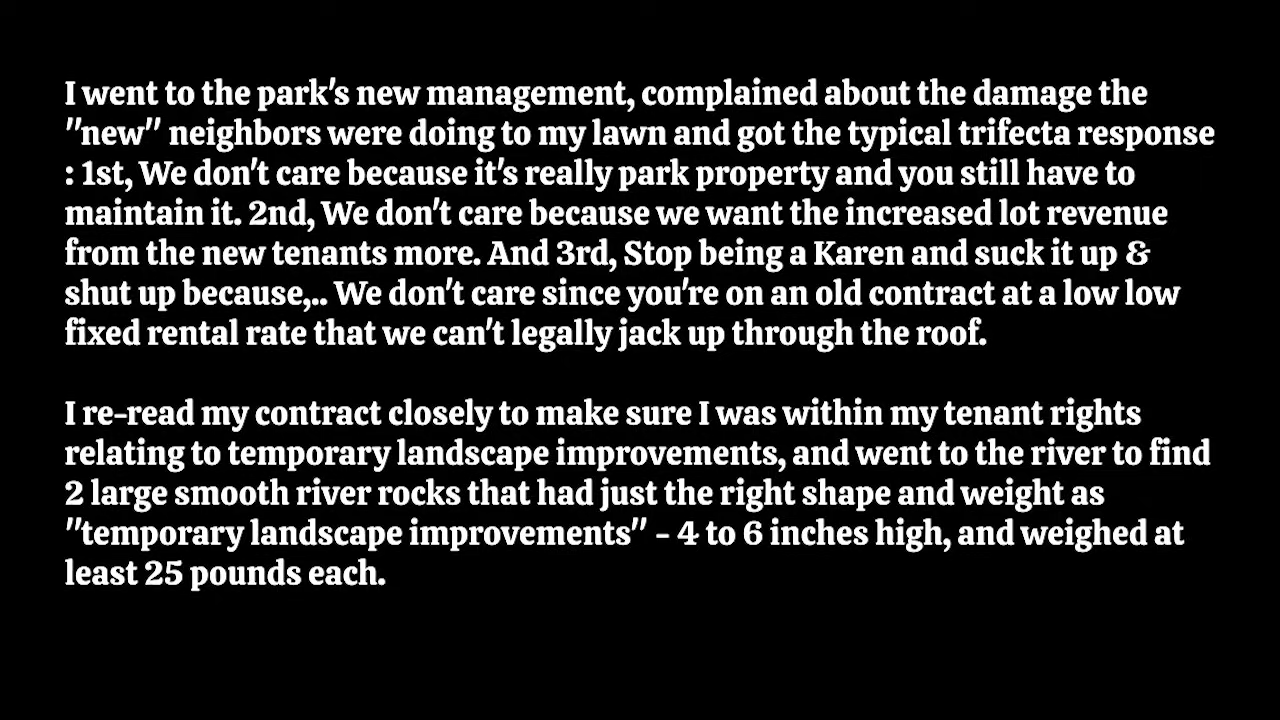 I went to the park's new management, complained about the damage the
"new" neighbors were doing to my lawn and got the typical trifecta response
: 1st, We don't care because it's really park property and you still have to
maintain it. 2nd, We don't care because we want the increased lot revenue
from the new tenants more. And 3rd, Stop being a Karen and suck it up &
shut up because,.. We don't care since you're on an old contract at a low low
fixed rental rate that we can't legally jack up through the roof.
I re-read my contract closely to make sure I was within my tenant rights
relating to temporary landscape improvements, and went to the river to find
2 large smooth river rocks that had just the right shape and weight as
"temporary landscape improvements" - 4 to 6 inches high, and weighed at
least 25 pounds each.